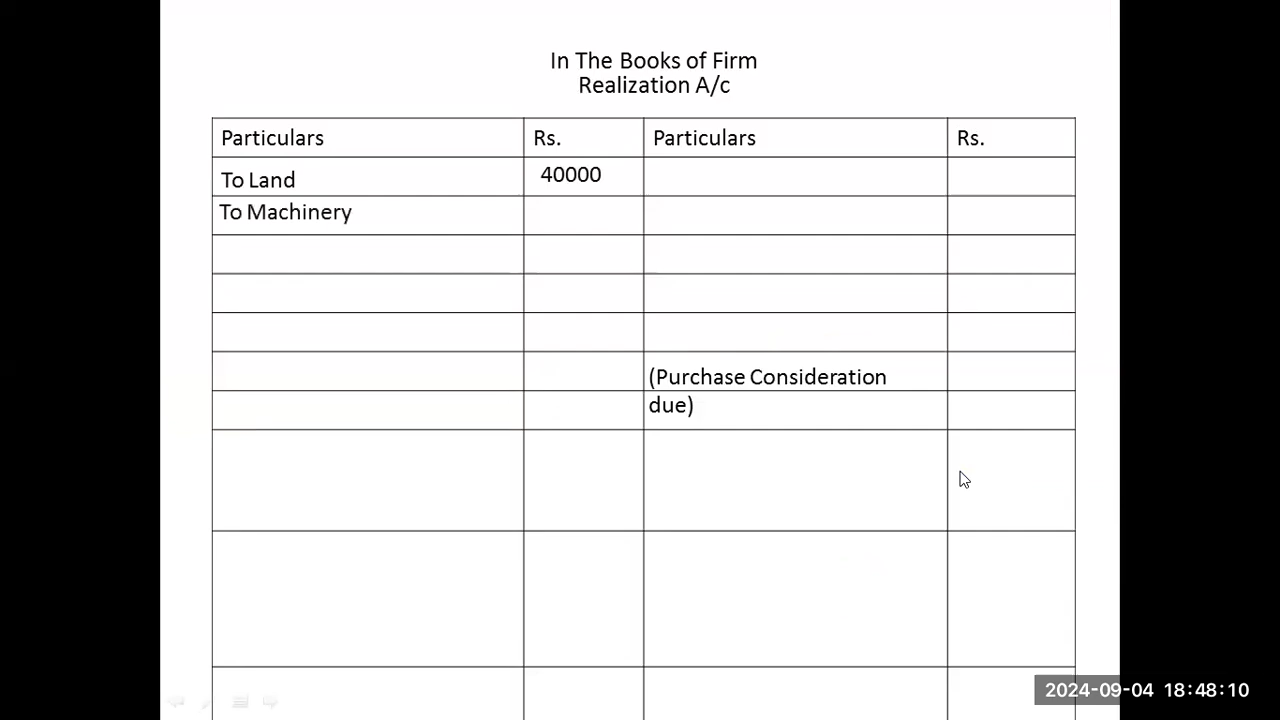 In The Books of Firm
Realization A/c
Particulars Rs. Particulars Rs.
To Land 40000
To Machinery
(Purchase Consideration
due)
2024-09-04 18:48:10